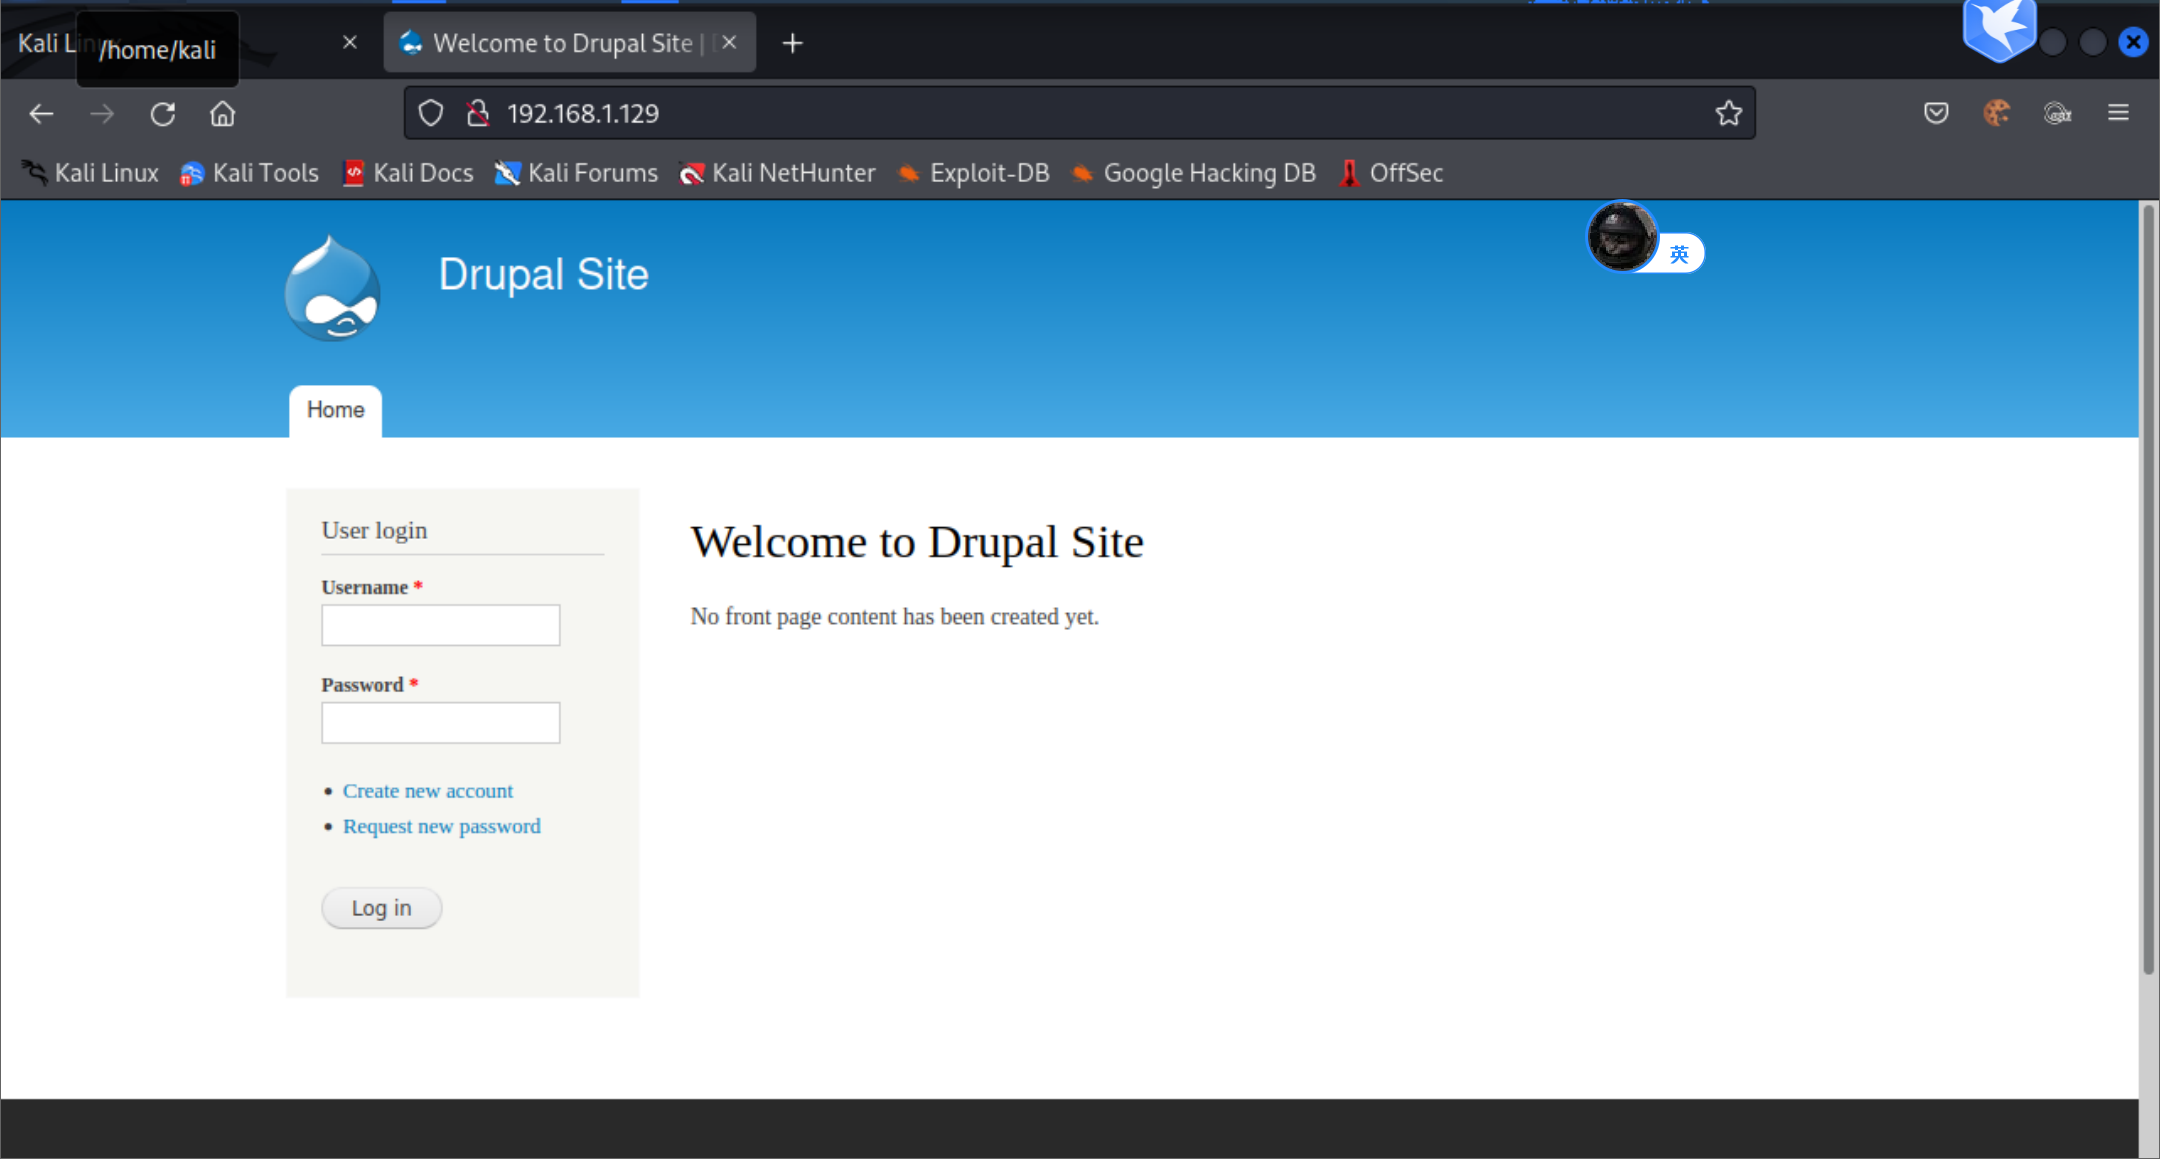 Kali Lin
/home/kali
Welcome to Drupal Site |
192.168.1.129
Kali Linux Kali Tools Kali Docs Kali Forums Kali NetHunter Exploit-DB Google Hacking DB OffSec
Drupal Site
英
Home
User login
Username *
Password *
Create new account
Request new password
Log in
Welcome to Drupal Site
No front page content has been created yet.